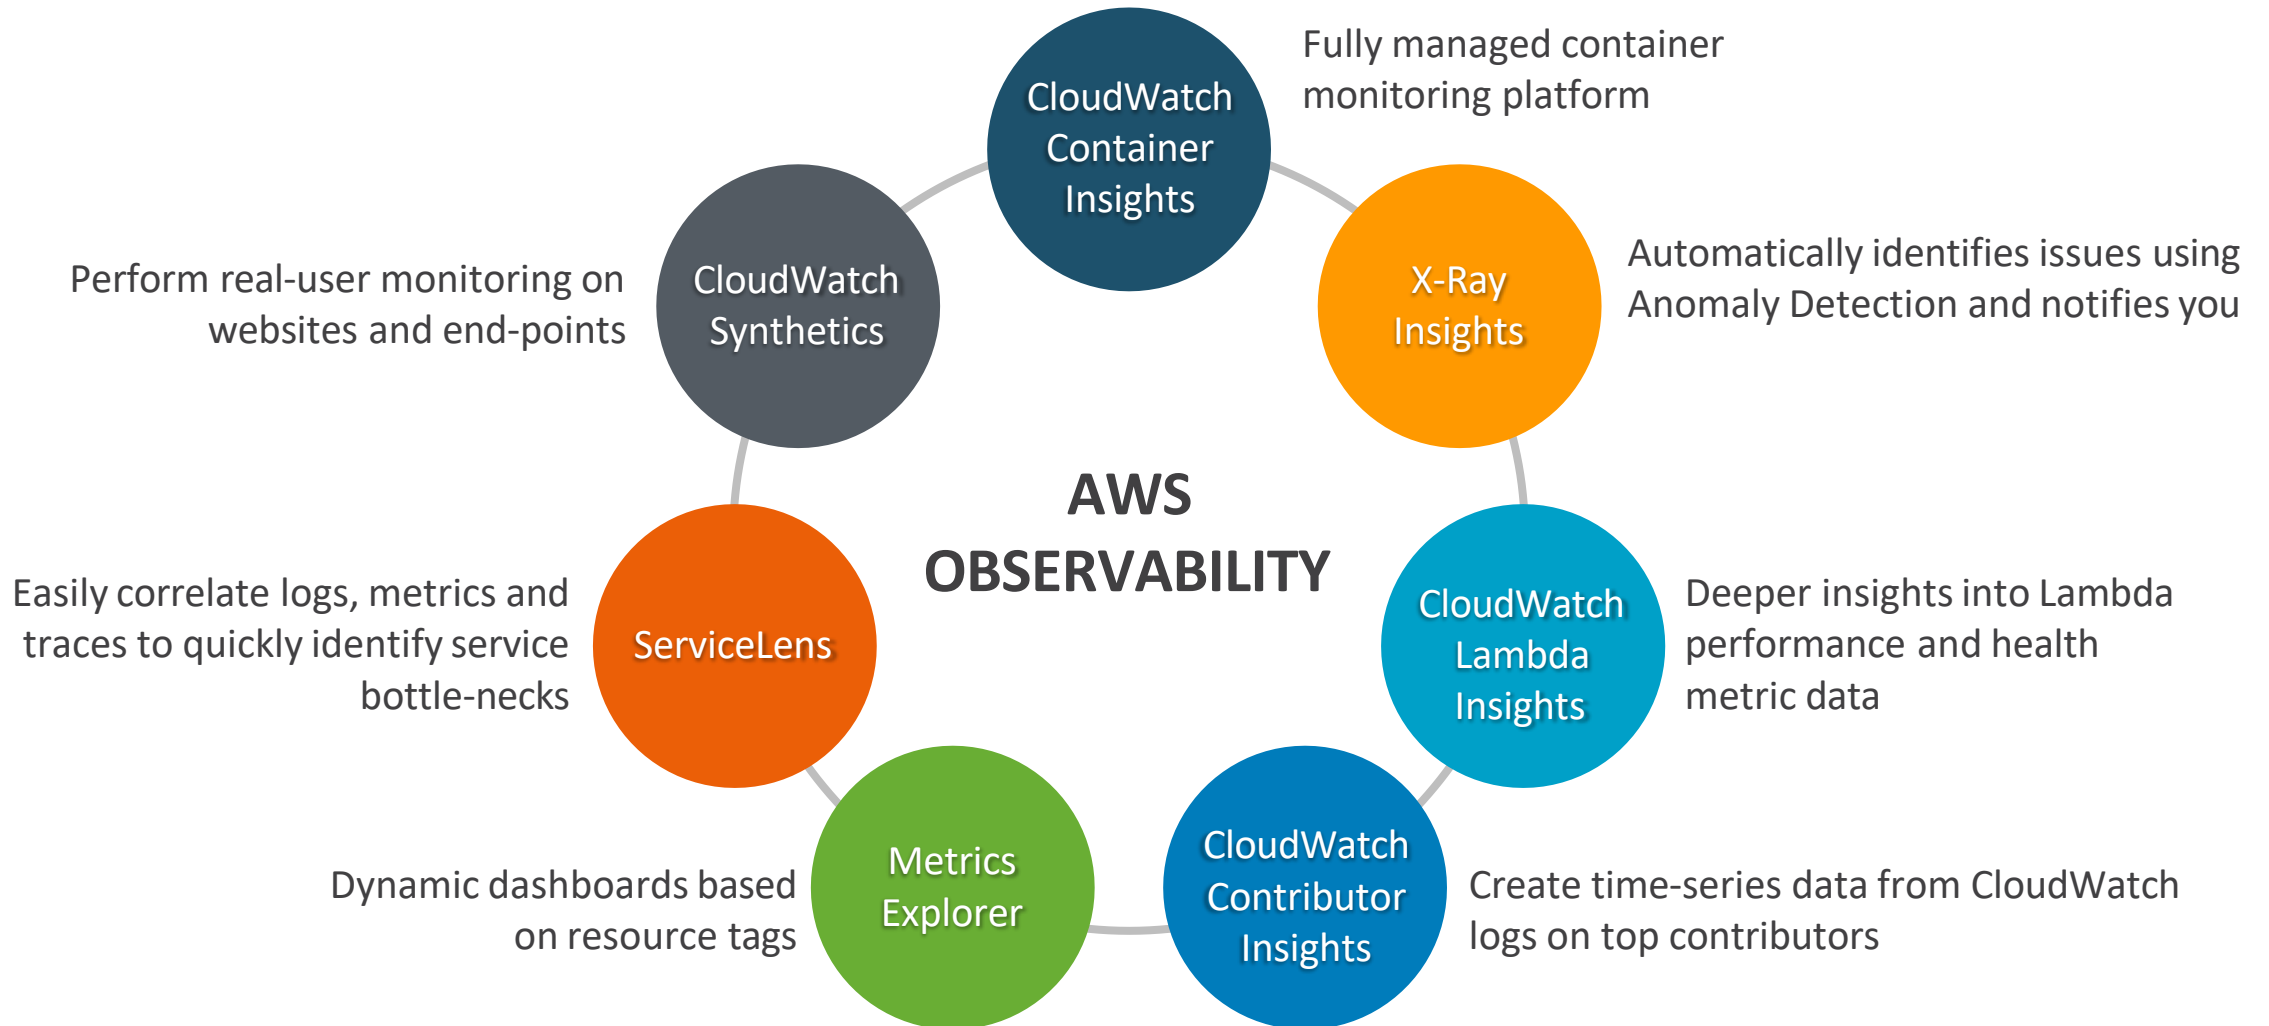 CloudWatch
Container
Insights
Fully managed container
monitoring platform
X-Ray
Insights
Automatically identifies issues using
Anomaly Detection and notifies you
CloudWatch
Lambda
Insights
Deeper insights into Lambda
performance and health
metric data
CloudWatch
Contributor
Insights
Create time-series data from CloudWatch
logs on top contributors
Metrics
Explorer
Dynamic dashboards based
on resource tags
ServiceLens
Easily correlate logs, metrics and
traces to quickly identify service
bottle-necks
CloudWatch
Synthetics
Perform real-user monitoring on
websites and end-points
AWS
OBSERVABILITY